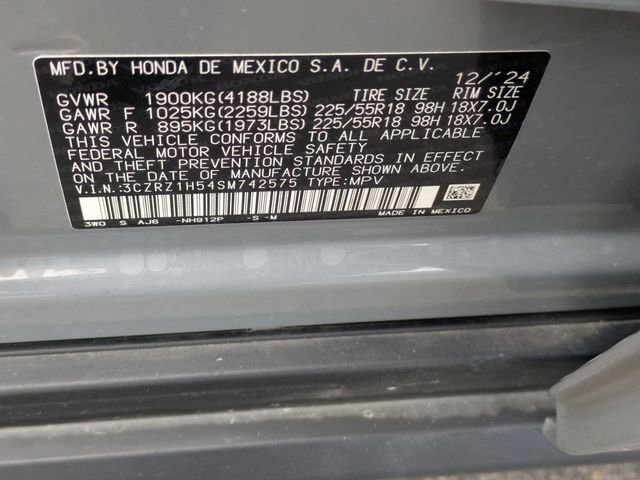 MFD.BY HONDA DE MEXICO S.A. DE C.V. 12/'24
GVWR 1900KG(4188LBS) TIRE SIZE RIM SIZE
GAWR F 1025KG(2259LBS) 225/55R18 98H 18X7.0J
GAWR R 895KG(1973LBS) 225/55R18 98H 18X7.0J
THIS VEHICLE CONFORMS TO ALL APPLICABLE
FEDERAL MOTOR VEHICLE SAFETY
STANDARDS IN EFFECT
ON THE DATE OF MANUFACTURE SHOWN ABOVE.
V.I.N.:3CZRZ1H54SM742575 TYPE:MPV
3W0 S AJ6 -NH912P -S-M MADE IN MEXICO